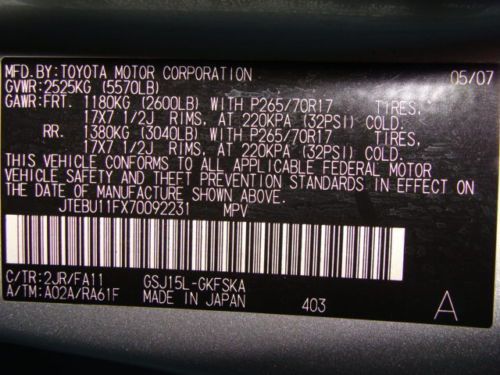 MFD. BY: TOYOTA MOTOR CORPORATION 05/07
GVWR: 2525KG (5570LB)
GAWR: FRT. 1180KG (2600LB) WITH P265/70R17 TIRES,
17X7 1/2J RIMS, AT 220KPA (32PSI) COLD.
RR. 1380KG (3040LB) WITH P265/70R17 TIRES,
17X7 1/2J RIMS, AT 220KPA (32PSI) COLD.
THIS VEHICLE CONFORMS TO ALL APPLICABLE FEDERAL MOTOR
VEHICLE SAFETY AND THEFT PREVENTION STANDARDS IN EFFECT ON
THE DATE OF MANUFACTURE SHOWN ABOVE.
JTEBU11FX70092231 MPV
C/TR: 2JR/FA11 GSJ15L-GKFSKA
A/TM: A02A/RA61F MADE IN JAPAN 403 A